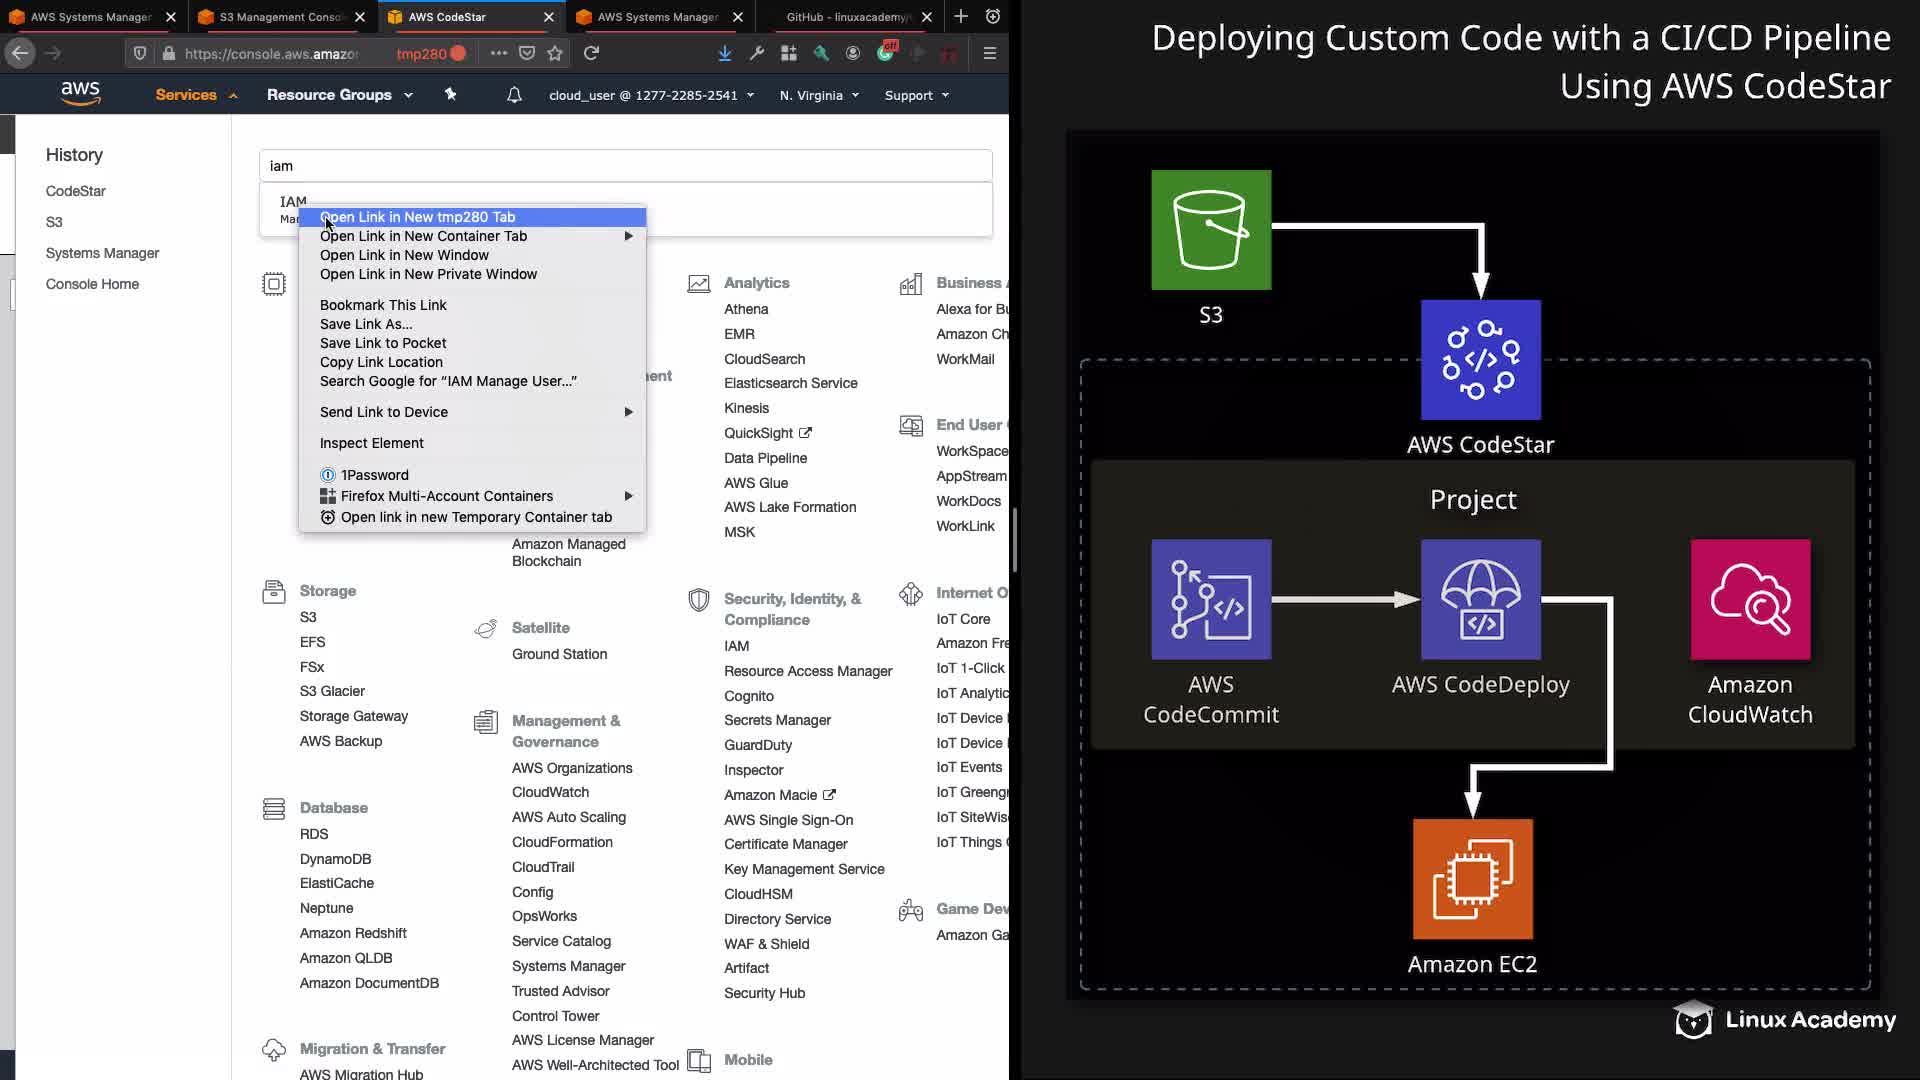 AWS Systems Manager
S3 Management Consol
AWS CodeStar
AWS Systems Manager
GitHub - linuxacademy/
https://console.aws.amazon
tmp280
off
aws
Services
Resource Groups
cloud_user @ 1277-2285-2541
N. Virginia
Support
History
CodeStar
S3
Systems Manager
Console Home
iam
IAM
Man
Open Link in New tmp280 Tab
Open Link in New Container Tab
Open Link in New Window
Open Link in New Private Window
Bookmark This Link
Save Link As...
Save Link to Pocket
Copy Link Location
Search Google for “IAM Manage User...”
Send Link to Device
Inspect Element
1Password
Firefox Multi-Account Containers
Open link in new Temporary Container tab
Storage
S3
EFS
FSx
S3 Glacier
Storage Gateway
AWS Backup
Database
RDS
DynamoDB
ElastiCache
Neptune
Amazon Redshift
Amazon QLDB
Amazon DocumentDB
Migration & Transfer
AWS Migration Hub
ent
Amazon Managed
Blockchain
Satellite
Ground Station
Management &
Governance
AWS Organizations
CloudWatch
AWS Auto Scaling
CloudFormation
CloudTrail
Config
OpsWorks
Service Catalog
Systems Manager
Trusted Advisor
Control Tower
AWS License Manager
AWS Well-Architected Tool
Analytics
Athena
EMR
CloudSearch
Elasticsearch Service
Kinesis
QuickSight
Data Pipeline
AWS Glue
AWS Lake Formation
MSK
Security, Identity, &
Compliance
IAM
Resource Access Manager
Cognito
Secrets Manager
GuardDuty
Inspector
Amazon Macie
AWS Single Sign-On
Certificate Manager
Key Management Service
CloudHSM
Directory Service
WAF & Shield
Artifact
Security Hub
Mobile
Business A
Alexa for Bu
Amazon Ch
WorkMail
End User
WorkSpace
AppStream
WorkDocs
WorkLink
Internet O
IoT Core
Amazon Fre
IoT 1-Click
IoT Analytic
IoT Device
IoT Device
IoT Events
IoT Greengr
IoT SiteWis
IoT Things
Game Dev
Amazon Ga
Deploying Custom Code with a CI/CD Pipeline
Using AWS CodeStar
S3
AWS CodeStar
Project
AWS
CodeCommit
AWS CodeDeploy
Amazon
CloudWatch
Amazon EC2
Linux Academy